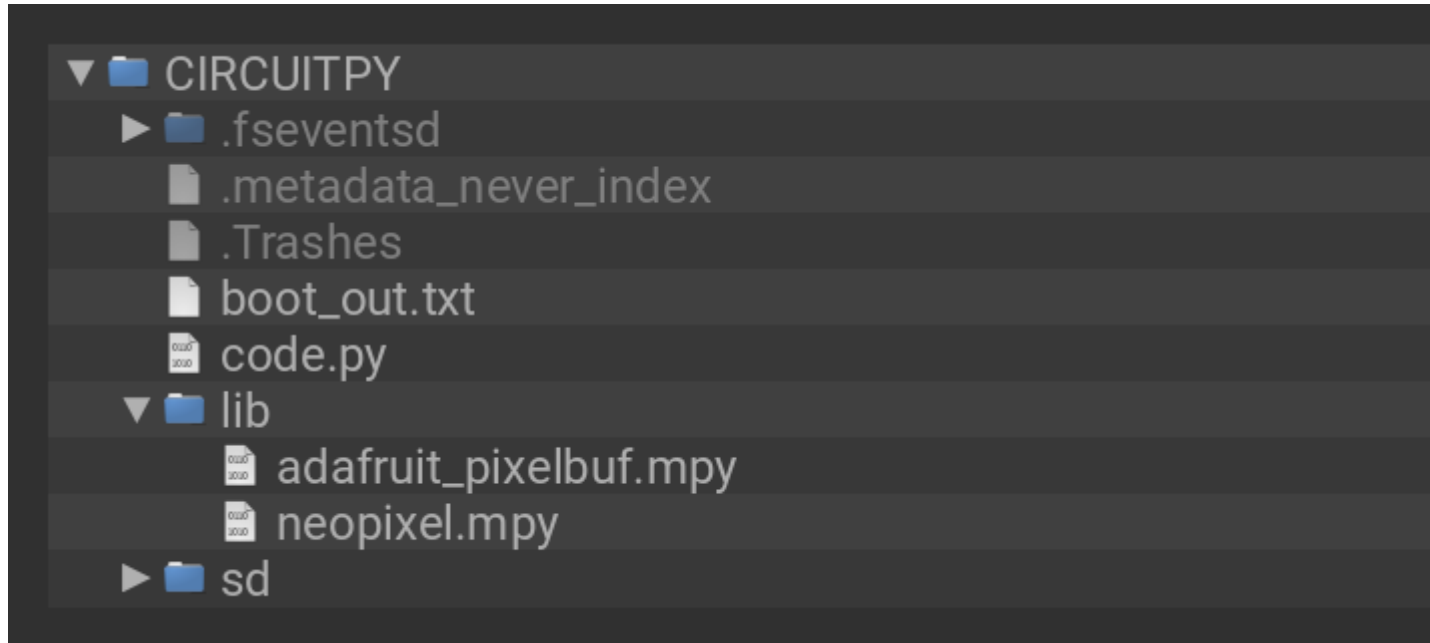 CIRCUITPY
.fseventsd
.metadata_never_index
.Trashes
boot_out.txt
code.py
lib
adafruit_pixelbuf.mpy
neopixel.mpy
sd